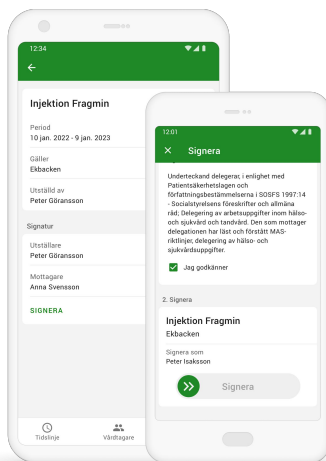 12:34
Injektion Fragmin
Period
10 jan. 2022 - 9 jan. 2023
Gäller
Ekbacken
Utställd av
Peter Göransson
Signatur
Utställare
Peter Göransson
Mottagare
Anna Svensson
SIGNERA
Tidslinje
Vårdtagare
12:01
Signera
Undertecknad delegerar, i enlighet med
Patientsäkerhetslagen och
författningsbestämmelserna i SOFS 1997:14
- Socialstyrelsens föreskrifter och allmänna
råd; Delegering av arbetsuppgifter inom hälso-
och sjukvård och tandvård. Den som mottager
delegationen har läst och förstått MAS-
riktlinjer, delegering av hälso- och
sjukvårdsuppgifter.
Jag godkänner
2. Signera
Injektion Fragmin
Ekbacken
Signera som
Peter Isaksson
Signera